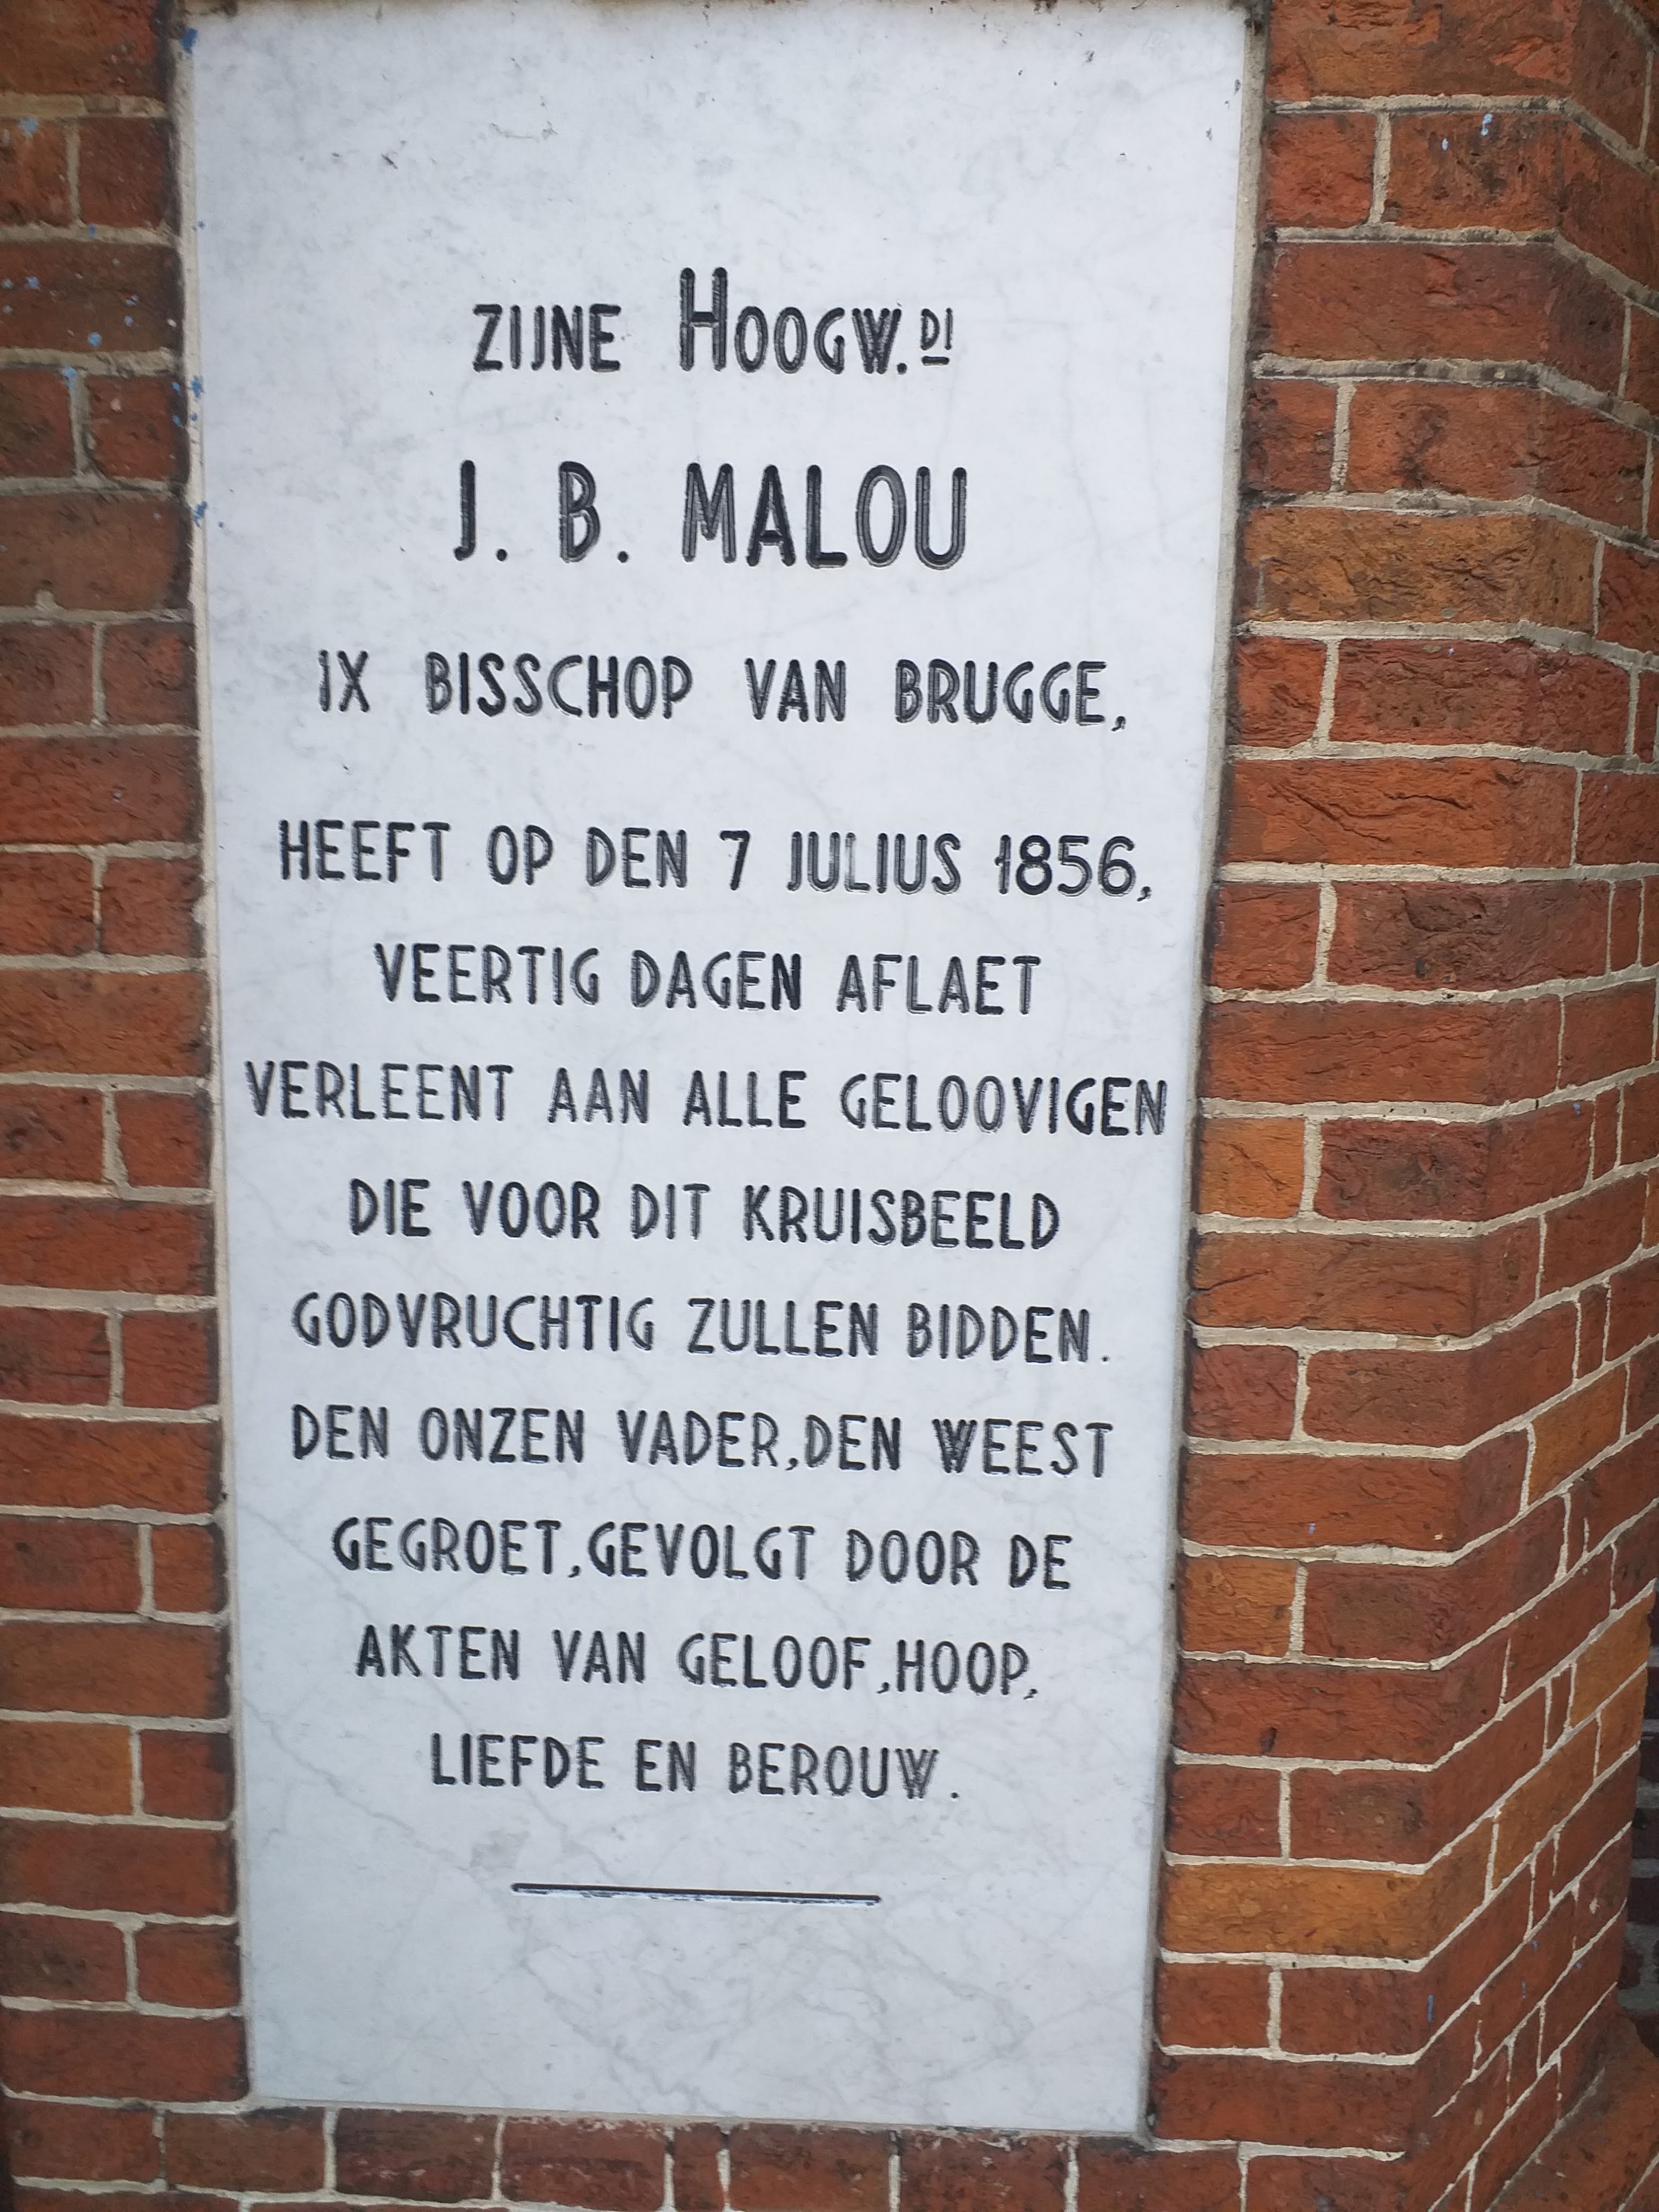 ZIJNE HOOGW.DI
J. B. MALOU
IX BISSCHOP VAN BRUGGE,
HEEFT OP DEN 7 JULIUS 1856,
VEERTIG DAGEN AFLAET
VERLEENT AAN ALLE GELOOVIGEN
DIE VOOR DIT KRUISBEELD
GODVRUCHTIG ZULLEN BIDDEN.
DEN ONZEN VADER,DEN WEEST
GEGROET,GEVOLGT DOOR DE
AKTEN VAN GELOOF,HOOP,
LIEFDE EN BEROUW.